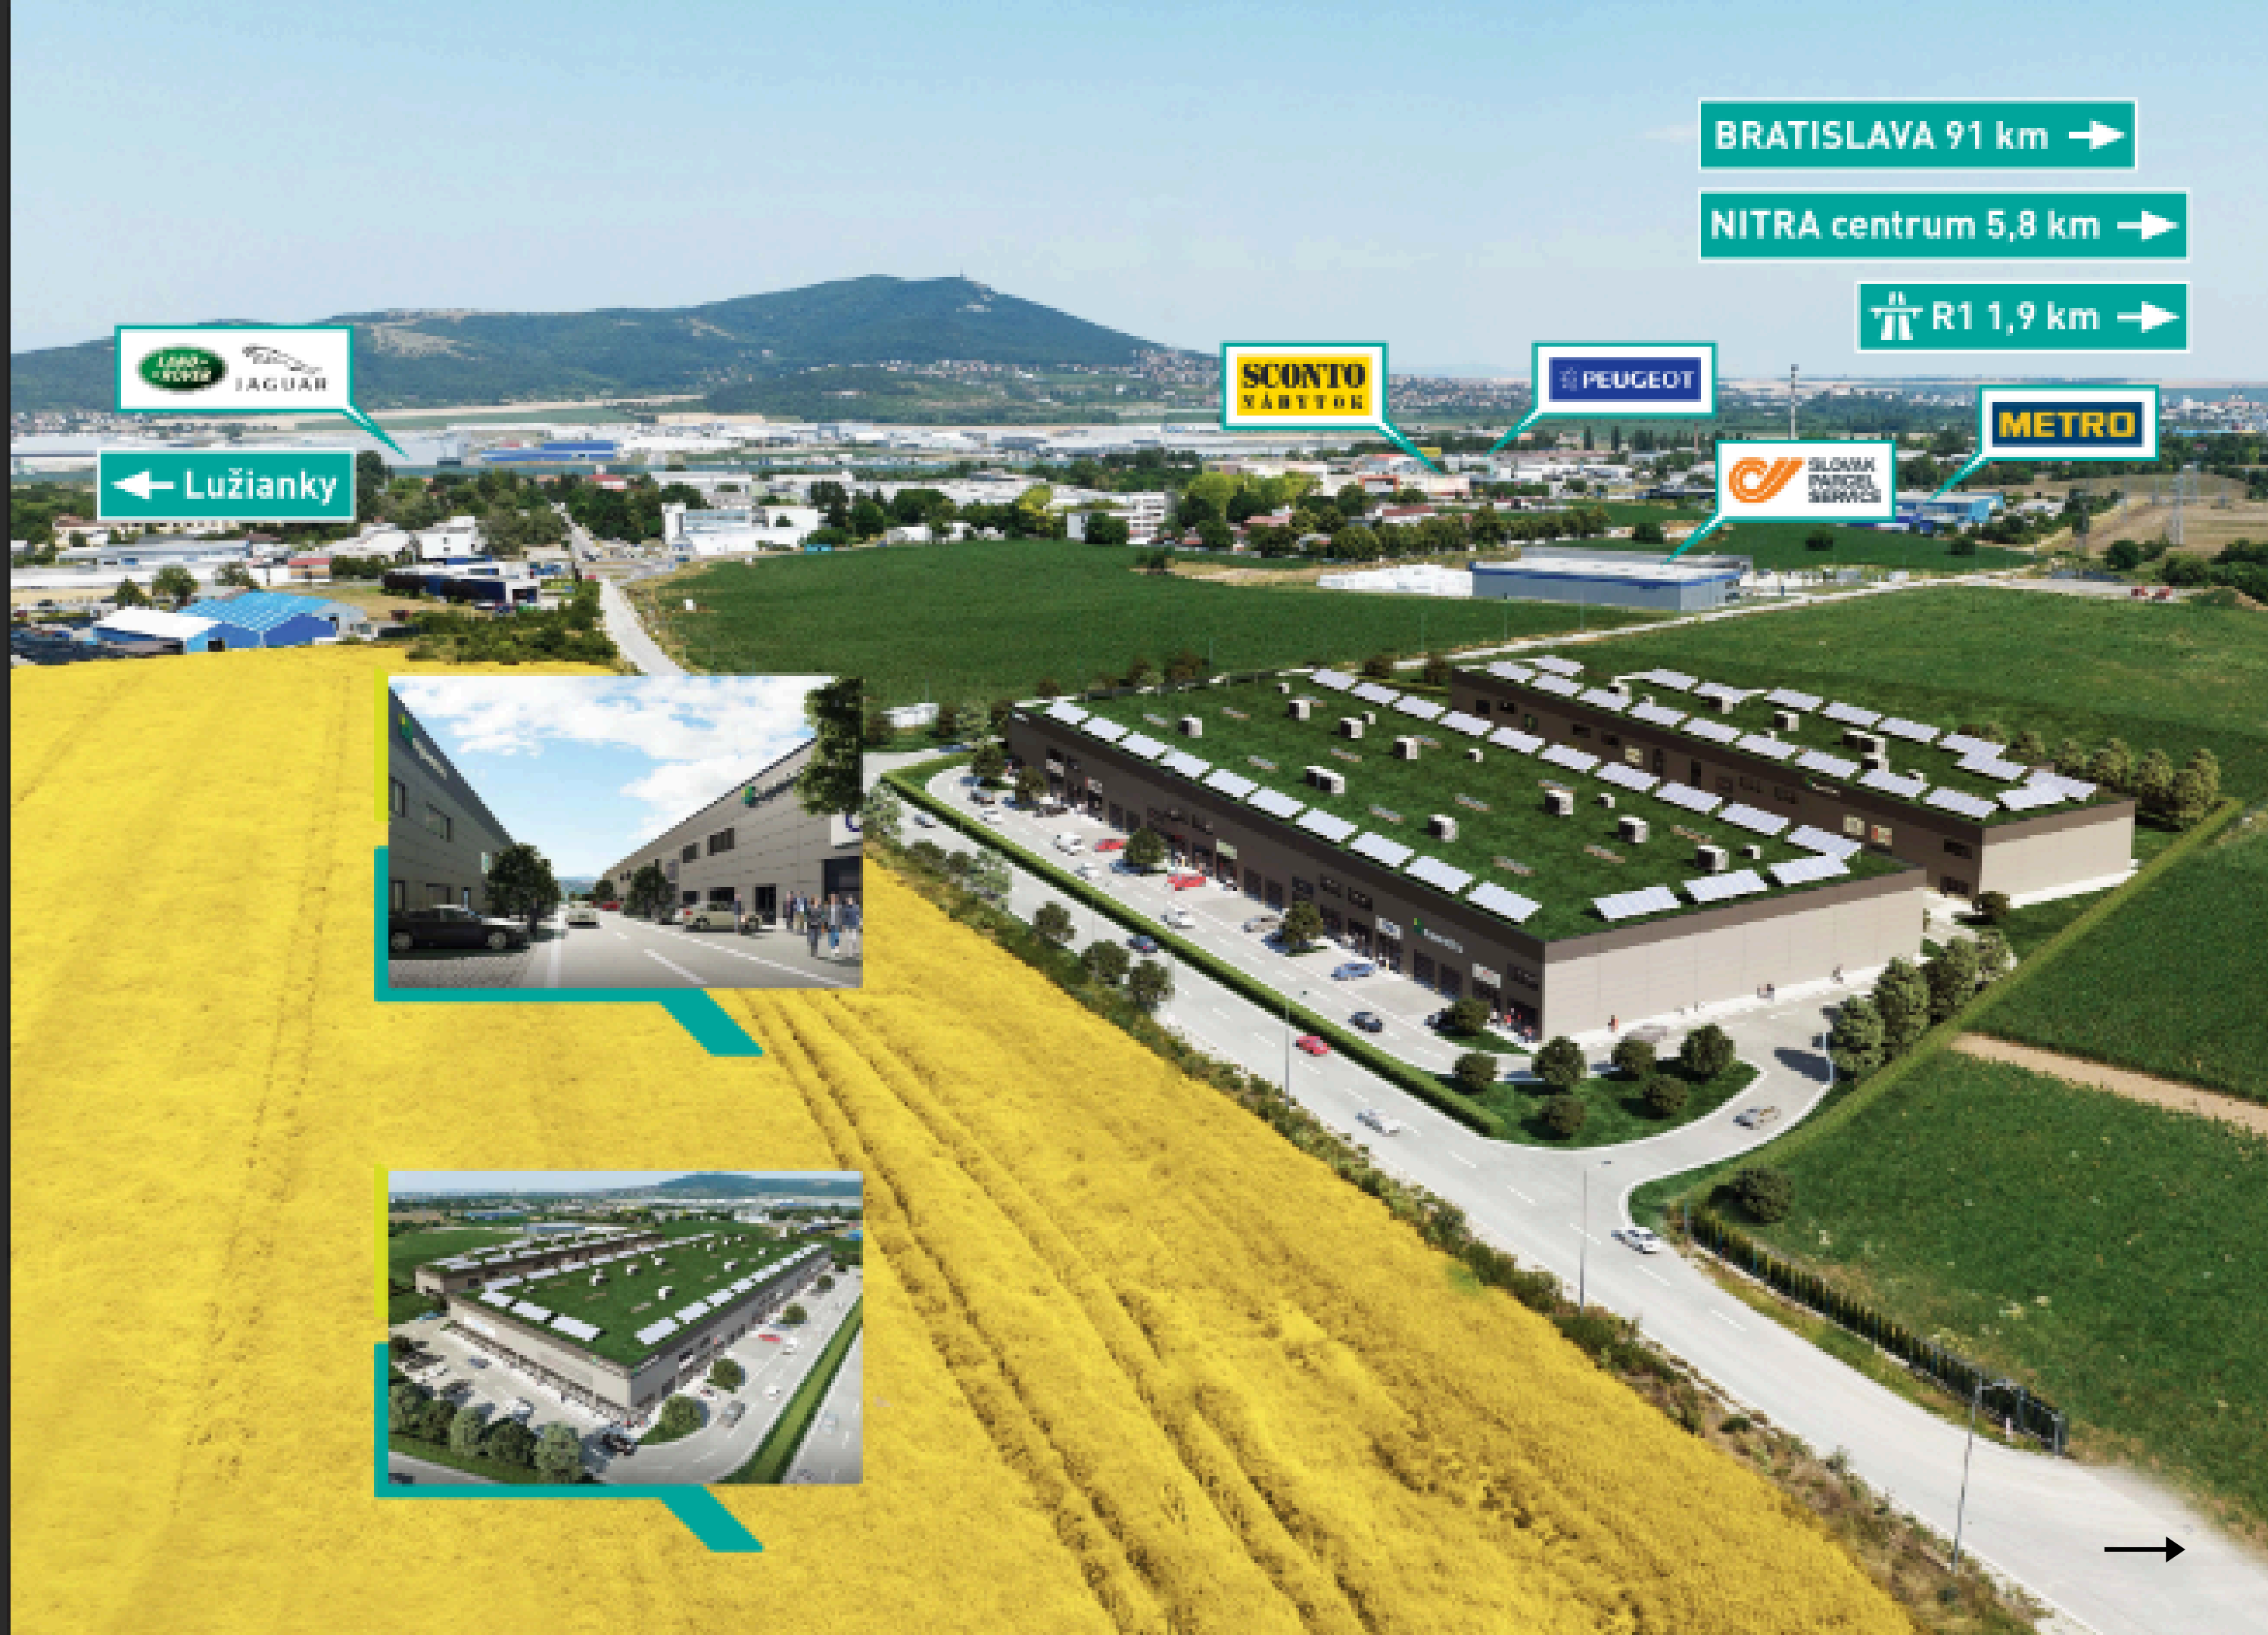 BRATISLAVA 91 km
NITRA centrum 5,8 km
R1 1,9 km
LAND-
ROVER
JAGUAR
SCONTO
NÁBYTOK
PEUGEOT
METRO
Lužianky
SLOVAK
PARCEL
SERVICE